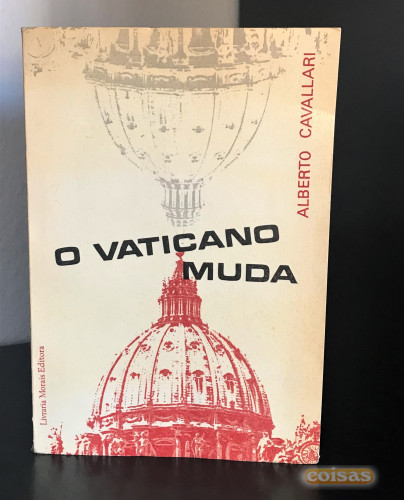 ALBERTO CAVALLARI
O VATICANO
MUDA
Livraria Morais Editora
coisas